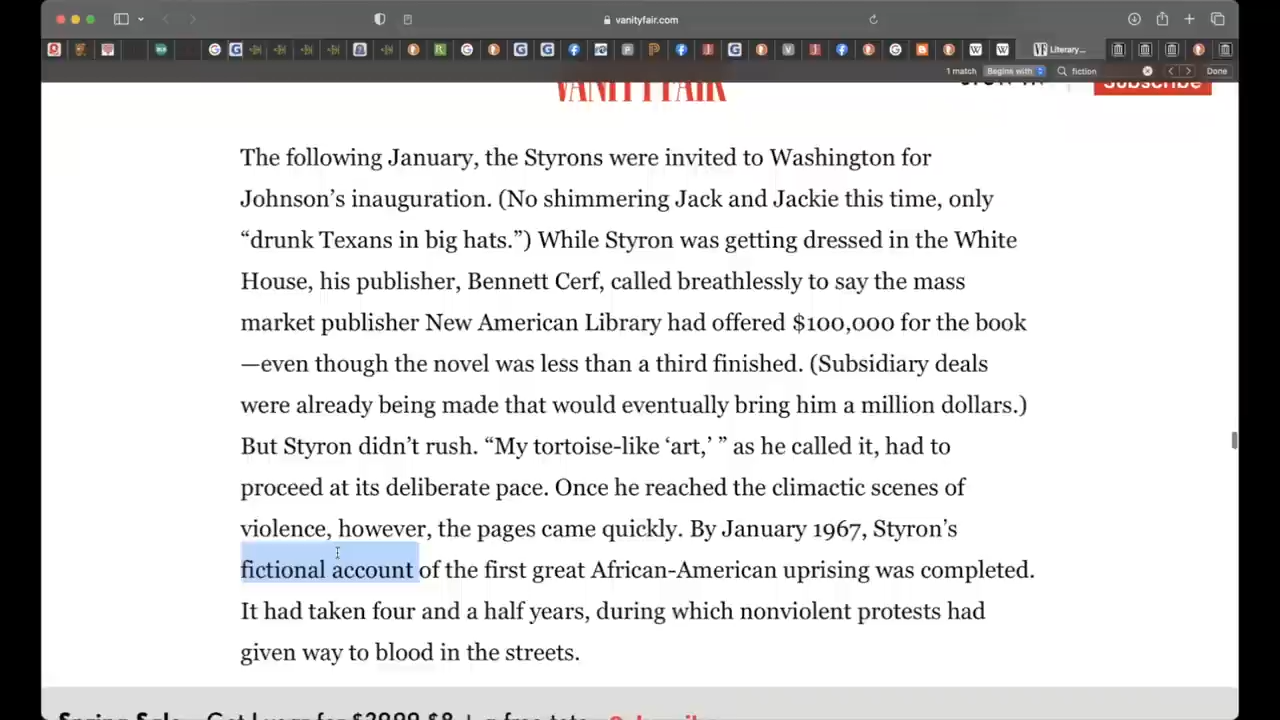 vanityfair.com
Literary...
1 match Begins with fiction Done
VANITY FAIR
SIGN IN Subscribe
The following January, the Styrons were invited to Washington for
Johnson’s inauguration. (No shimmering Jack and Jackie this time, only
“drunk Texans in big hats.”) While Styron was getting dressed in the White
House, his publisher, Bennett Cerf, called breathlessly to say the mass
market publisher New American Library had offered $100,000 for the book
—even though the novel was less than a third finished. (Subsidiary deals
were already being made that would eventually bring him a million dollars.)
But Styron didn’t rush. “My tortoise-like ‘art,’ ” as he called it, had to
proceed at its deliberate pace. Once he reached the climactic scenes of
violence, however, the pages came quickly. By January 1967, Styron’s
fictional account of the first great African-American uprising was completed.
It had taken four and a half years, during which nonviolent protests had
given way to blood in the streets.